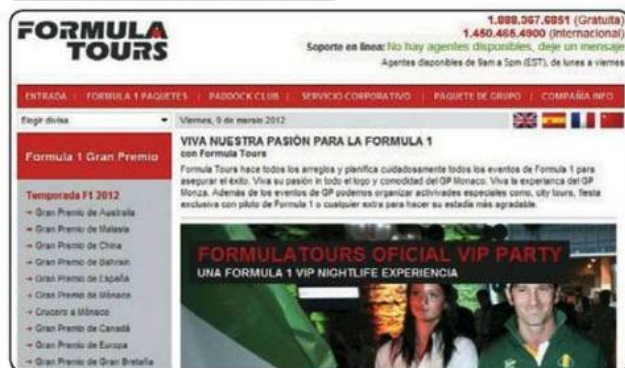 FORMULA
TOURS
1.888.367.6851 (Gratuita)
1.450.465.4900 (Internacional)
Soporte en linea: No hay agentes disponibles, deje un mensaje
Agentes disponibles de 9am a 5pm (EST), de lunes a viernes
ENTRADA | FORMULA 1 PAQUETES | PADDOCK CLUB | SERVICIO CORPORATIVO | PAQUETE DE GRUPO | COMPAÑIA INFO
Elegir divisa
Viernes, 9 de mersio 2012
Formula 1 Gran Premio
Temporada F1 2012
Gran Premio de Australia
Gran Premio de Malasia
Gran Premio de China
Gran Premio de Bahrain
Gran Premio de España
Gran Premio de Mónaco
Crucero a Mónaco
Gran Premio de Canadá
Gran Premio de Europa
Gran Premio de Gran Bretaña
VIVA NUESTRA PASIÓN PARA LA FORMULA 1
con Formula Tours
Formula Tours hace todos los arreglos y planifica cuidadosamente todos los eventos de Formula 1 para
asegurar el éxito. Viva su pasión in todo el logo y comodidad del GP Monaco. Viva la experianca del GP
Monza. Además de los eventos de GP podemos organizar activivades especiales como, city tours, fiesta
exclusiva con piloto de Formula 1 o cualquier extra para hacer su estadía más agradable.
FORMULATOURS OFICIAL VIP PARTY
UNA FORMULA 1 VIP NIGHTLIFE EXPERIENCIA